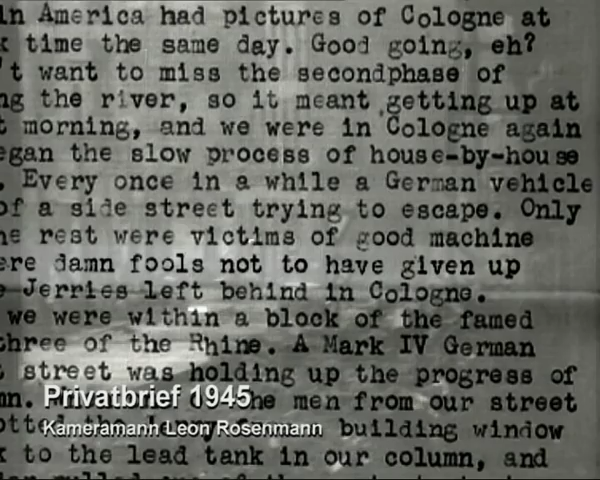 In America had pictures of Cologne at
time the same day. Good going, eh?
't want to miss the secondphase of
ng the river, so it meant getting up at
t morning, and we were in Cologne again
egan the slow process of house-by-house
. Every once in a while a German vehicle
of a side street trying to escape. Only
he rest were victims of good machine
ere damn fools not to have given up
e Jerries left behind in Cologne.
we were within a block of the famed
three of the Rhine. A Mark IV German
t street was holding up the progress of
mn. he men from our street
Privatbrief 1945
otted building window
Kameramann Leon Rosenmann
k to the lead tank in our column, and